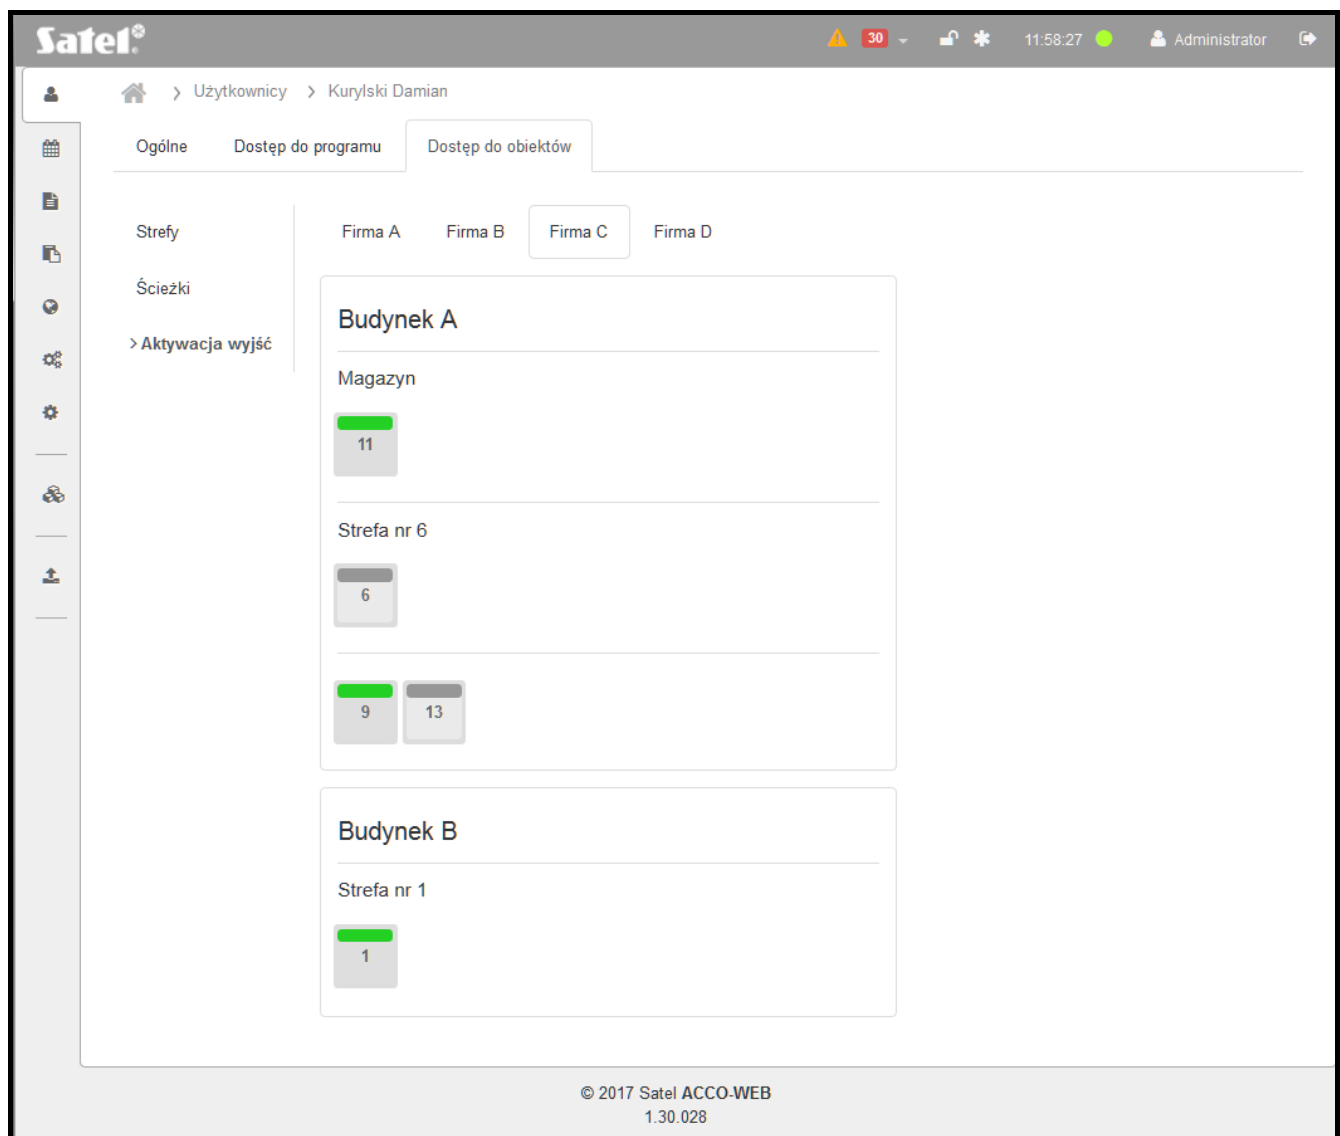 Satel
30
11:58:27
Administrator
Użytkownicy
Kurylski Damian
Ogólne
Dostęp do programu
Dostęp do obiektów
Strefy
Ścieżki
> Aktywacja wyjść
Firma A
Firma B
Firma C
Firma D
Budynek A
Magazyn
11
Strefa nr 6
6
9
13
Budynek B
Strefa nr 1
1
© 2017 Satel ACCO-WEB
1.30.028